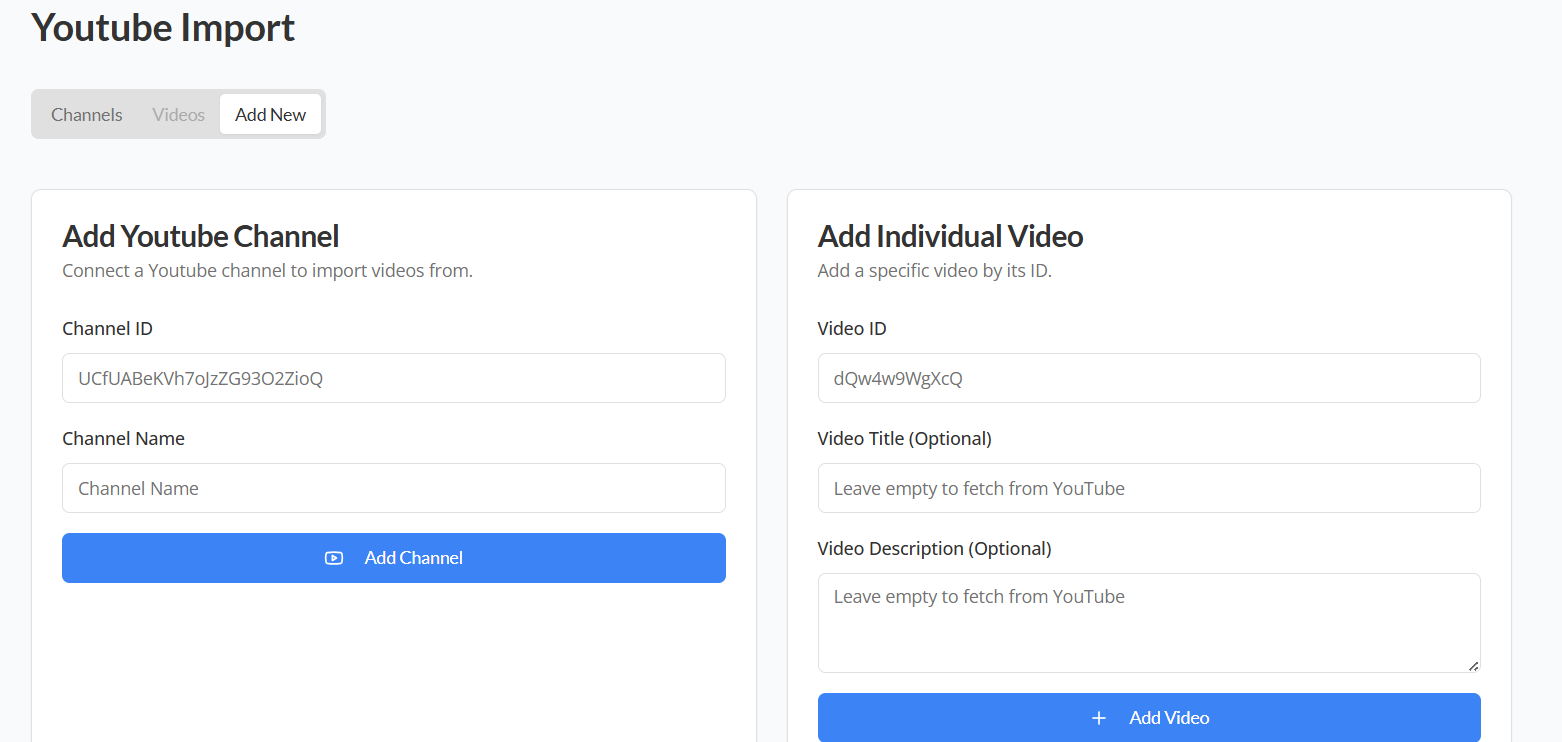 Youtube Import
Channels Videos Add New
Add Youtube Channel
Connect a Youtube channel to import videos from.
Channel ID
UCfUABeKVh7oJzZG93O2ZioQ
Channel Name
Channel Name
Add Channel
Add Individual Video
Add a specific video by its ID.
Video ID
dQw4w9WgXcQ
Video Title (Optional)
Leave empty to fetch from YouTube
Video Description (Optional)
Leave empty to fetch from YouTube
Add Video